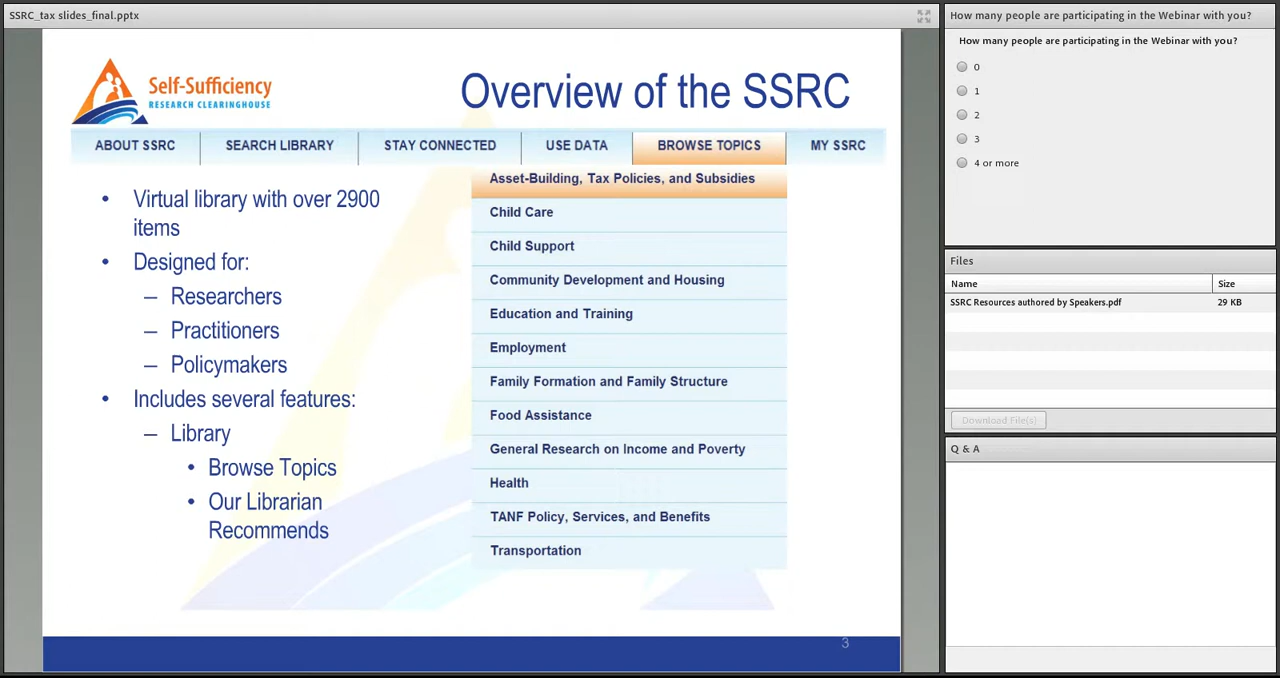 SSRC_tax slides_final.pptx
Self-Sufficiency
RESEARCH CLEARINGHOUSE
Overview of the SSRC
ABOUT SSRC
SEARCH LIBRARY
STAY CONNECTED
USE DATA
BROWSE TOPICS
MY SSRC
• Virtual library with over 2900
items
• Designed for:
– Researchers
– Practitioners
– Policymakers
• Includes several features:
– Library
• Browse Topics
• Our Librarian
Recommends
Asset-Building, Tax Policies, and Subsidies
Child Care
Child Support
Community Development and Housing
Education and Training
Employment
Family Formation and Family Structure
Food Assistance
General Research on Income and Poverty
Health
TANF Policy, Services, and Benefits
Transportation
3
How many people are participating in the Webinar with you?
How many people are participating in the Webinar with you?
0
1
2
3
4 or more
Files
Name Size
SSRC Resources authored by Speakers.pdf 29 KB
Download File(s)
Q & A